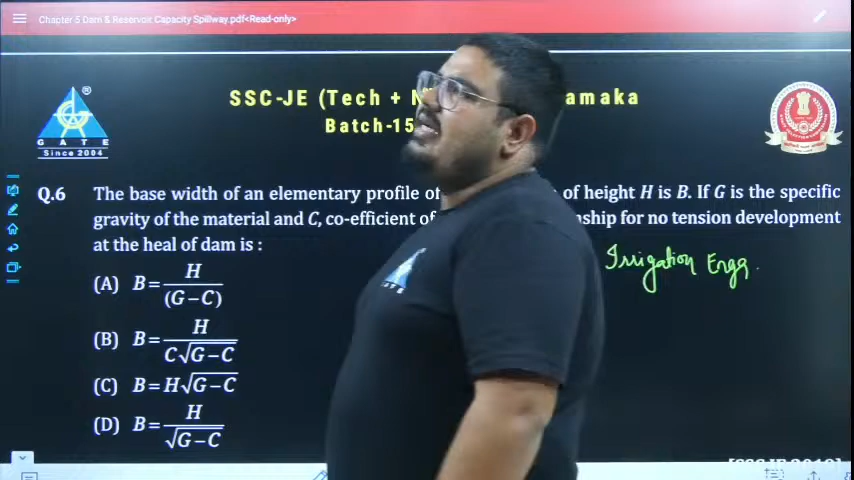 Chapter 5 Dam & Reservoir Capacity Spillway.pdf<Read-only>
SSC-JE (Tech + N amaka
Batch-15
®
GATE
Since 2004
Q.6 The base width of an elementary profile of of height H is B. If G is the specific
gravity of the material and C, co-efficient of nship for no tension development
at the heal of dam is :
Irrigation Engg.
(A) B = H / (G – C)
(B) B = H / C√G – C
(C) B = H√G – C
(D) B = H / √G – C
GATE